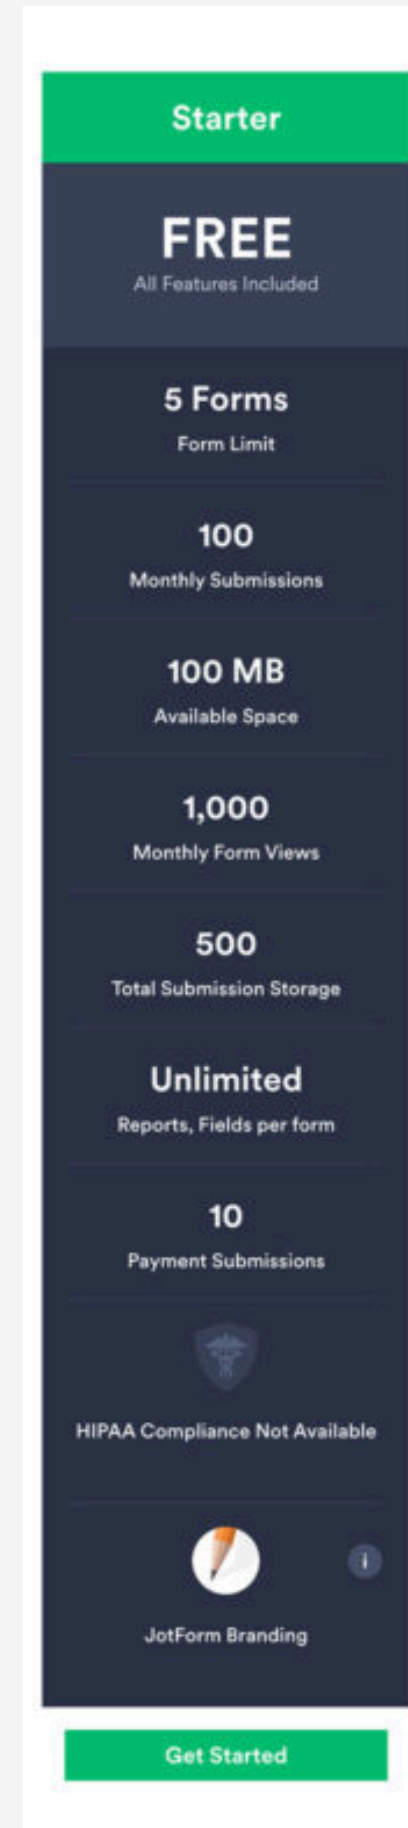 Starter
FREE
All Features Included
5 Forms
Form Limit
100
Monthly Submissions
100 MB
Available Space
1,000
Monthly Form Views
500
Total Submission Storage
Unlimited
Reports, Fields per form
10
Payment Submissions
HIPAA Compliance Not Available
i
JotForm Branding
Get Started